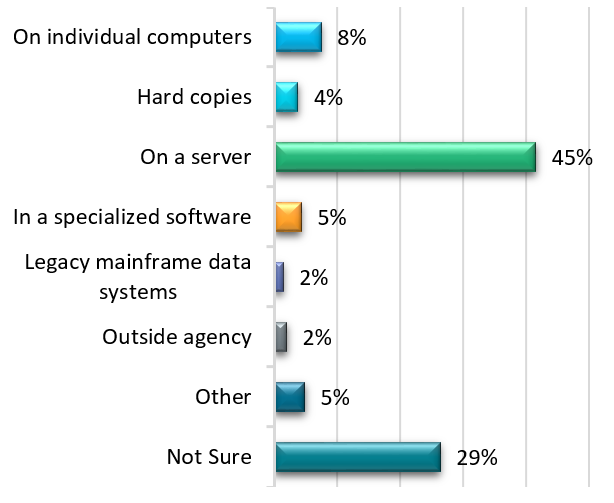 On individual computers 8%
Hard copies 4%
On a server 45%
In a specialized software 5%
Legacy mainframe data
systems 2%
Outside agency 2%
Other 5%
Not Sure 29%